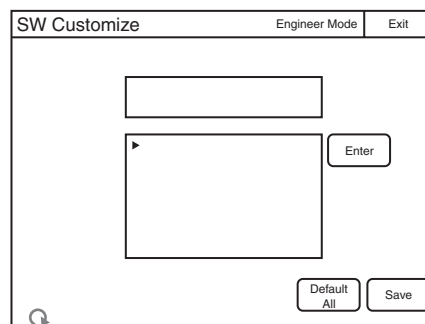 SW Customize Engineer Mode Exit
Enter
Default
All
Save